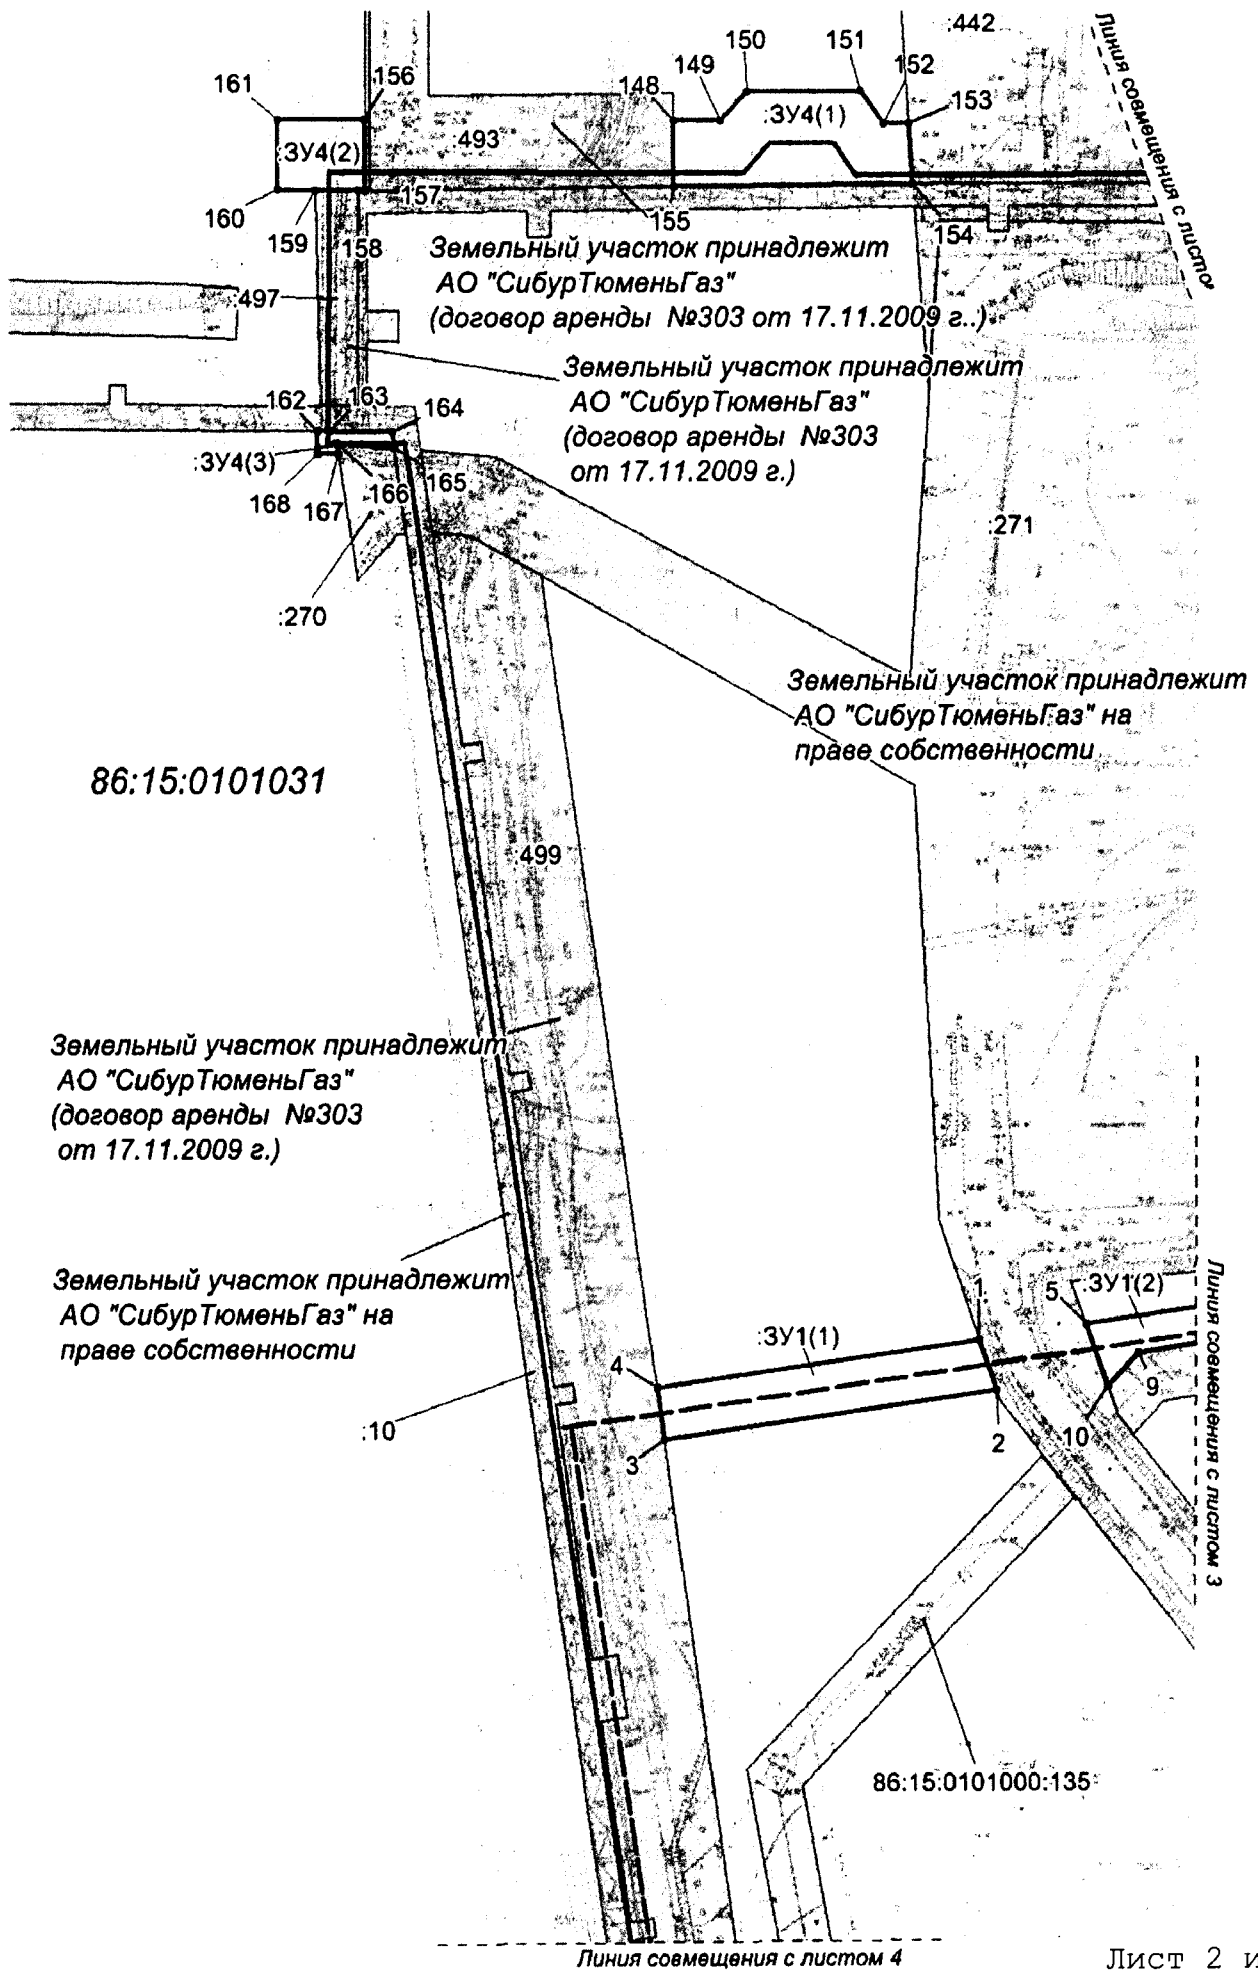 :442
Линия совмещения с листо
150
151
161
156
149
152
148
153
:ЗУ4(1)
:493
:ЗУ4(2)
160
157
159
155
154
158
Земельный участок принадлежит
АО "СибурТюменьГаз"
(договор аренды №303 от 17.11.2009 г..)
:497
Земельный участок принадлежит
АО "СибурТюменьГаз"
(договор аренды №303
от 17.11.2009 г.)
162
163
164
:ЗУ4(3)
168
167
166
165
:271
:270
Земельный участок принадлежит
АО "СибурТюменьГаз" на
праве собственности
86:15:0101031
:499
Земельный участок принадлежит
АО "СибурТюменьГаз"
(договор аренды №303
от 17.11.2009 г.)
Земельный участок принадлежит
АО "СибурТюменьГаз" на
праве собственности
1
5
:ЗУ1(2)
:ЗУ1(1)
4
9
:10
3
2
10
Линия совмещения с листом 3
86:15:0101000:135
Линия совмещения с листом 4
Лист 2 и